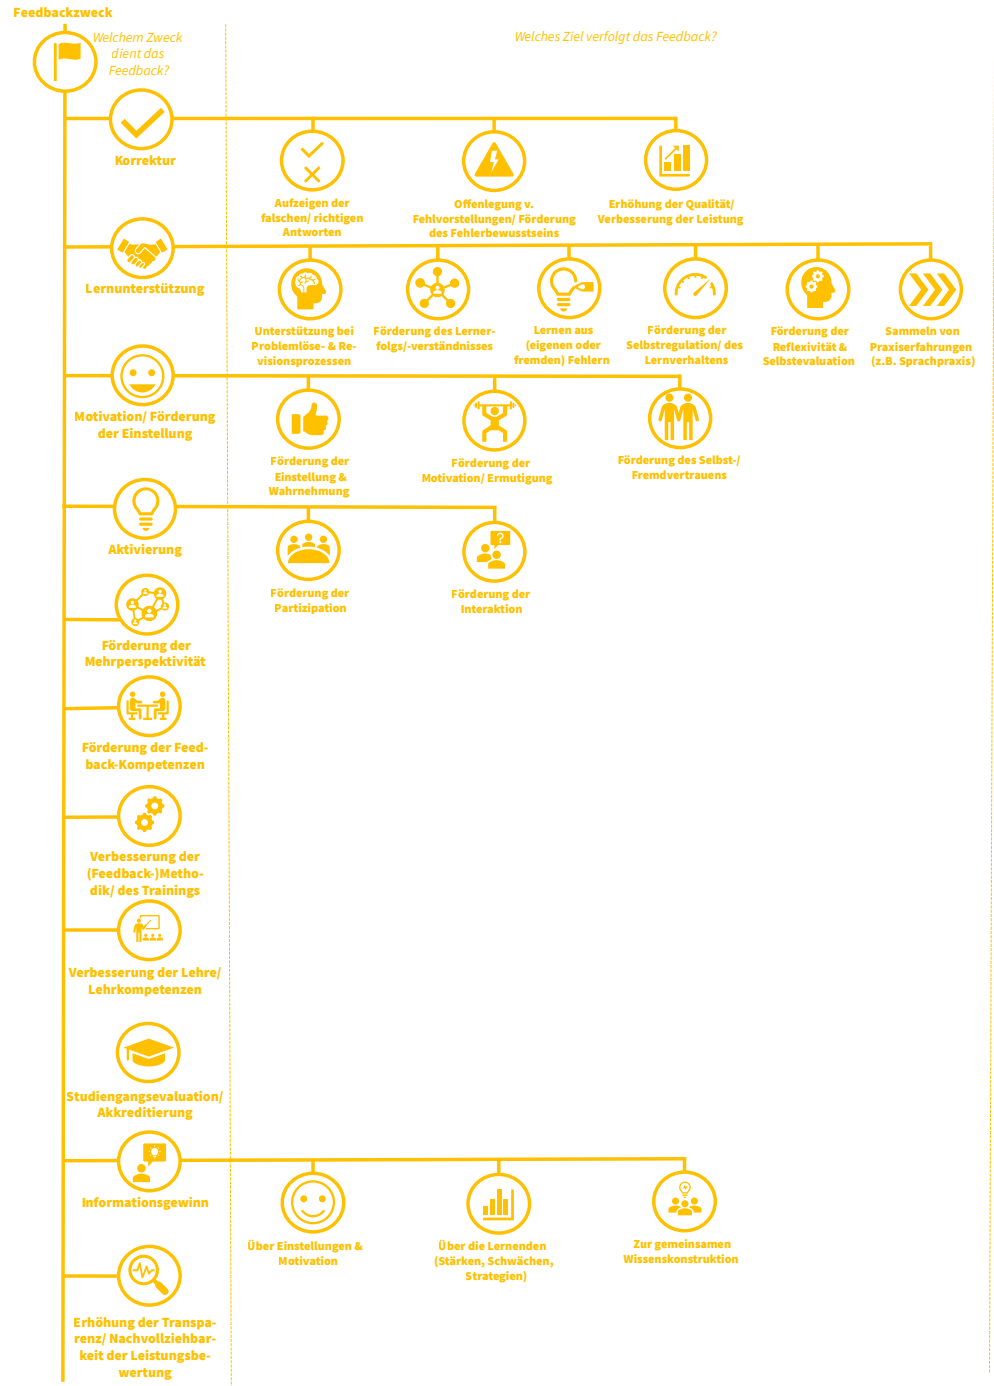 Feedbackzweck
Welchem Zweck
dient das
Feedback?
Welches Ziel verfolgt das Feedback?
Korrektur
Aufzeigen der
falschen/ richtigen
Antworten
Offenlegung v.
Fehlvorstellungen/ Förderung
des Fehlerbewusstseins
Erhöhung der Qualität/
Verbesserung der Leistung
Lernunterstützung
Unterstützung bei
Problemlöse- & Re-
visionsprozessen
Förderung des Lerner-
folgs/-verständnisses
Lernen aus
(eigenen oder
fremden) Fehlern
Förderung der
Selbstregulation/ des
Lernverhaltens
Förderung der
Reflexivität &
Selbstevaluation
Sammeln von
Praxiserfahrungen
(z.B. Sprachpraxis)
Motivation/ Förderung
der Einstellung
Förderung der
Einstellung &
Wahrnehmung
Förderung der
Motivation/ Ermutigung
Förderung des Selbst-/
Fremdvertrauens
Aktivierung
Förderung der
Partizipation
?
Förderung der
Interaktion
Förderung der
Mehrperspektivität
Förderung der Feed-
back-Kompetenzen
Verbesserung der
(Feedback-)Metho-
dik/ des Trainings
Verbesserung der Lehre/
Lehrkompetenzen
Studiengangsevaluation/
Akkreditierung
Informationsgewinn
Über Einstellungen &
Motivation
Über die Lernenden
(Stärken, Schwächen,
Strategien)
Zur gemeinsamen
Wissenskonstruktion
Erhöhung der Transpa-
renz/ Nachvollziehbar-
keit der Leistungsbe-
wertung